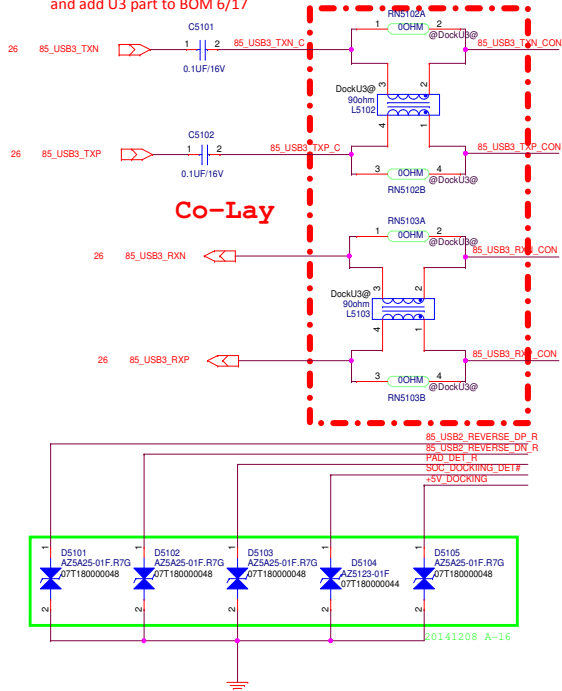 and add U3 part to BOM 6/17
RN5102A
C5101
85_USB3_TXN_C
1 0OHM 2
@DockU3@
85_USB3_TXN_CON
26 85_USB3_TXN
1 2
0.1UF/16V
3 2
DockU3@
90ohm
L5102
4 1
C5102
26 85_USB3_TXP
1 2
85_USB3_TXP_C
85_USB3_TXP_CON
0.1UF/16V
3 0OHM 4
@DockU3@
RN5102B
Co-Lay
RN5103A
1 0OHM 2
@DockU3@
26 85_USB3_RXN
85_USB3_RXN_CON
3 2
DockU3@
90ohm
L5103
4 1
26 85_USB3_RXP
85_USB3_RXP_CON
3 0OHM 4
@DockU3@
RN5103B
85_USB2_REVERSE_DP_R
85_USB2_REVERSE_DN_R
PAD_DET_R
SOC_DOCKIING_DET#
+5V_DOCKING
1 1 1 1 1
D5101 D5102 D5103 D5104 D5105
AZ5A25-01F.R7G AZ5A25-01F.R7G AZ5A25-01F.R7G AZ5123-01F AZ5A25-01F.R7G
07T180000048 07T180000048 07T180000048 07T180000044 07T180000048
2 2 2 2 2
20141208 A-16